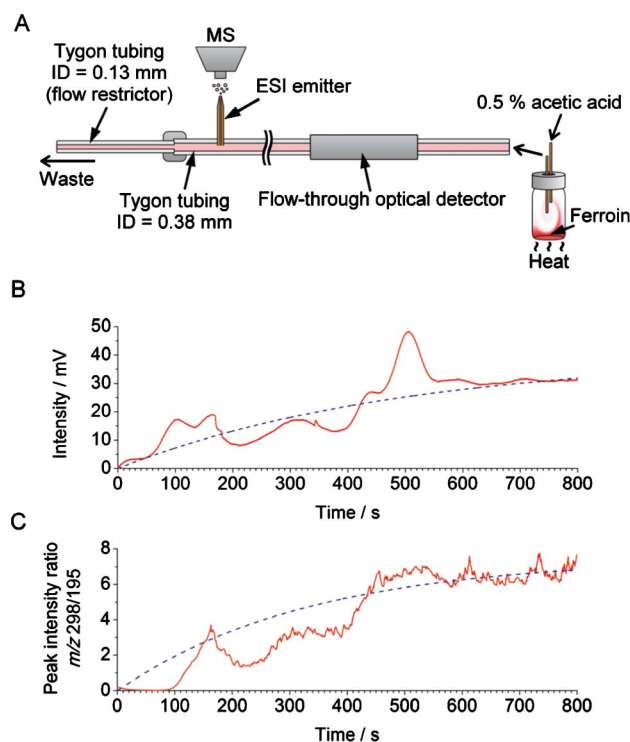 A
Tygon tubing
ID = 0.13 mm
(flow restrictor)
MS
ESI emitter
0.5 % acetic acid
Waste
Tygon tubing
ID = 0.38 mm
Flow-through optical detector
Ferroin
Heat
B
Intensity / mV
50
40
30
20
10
0
0 100 200 300 400 500 600 700 800
Time / s
C
Peak intensity ratio
m/z 298/195
8
6
4
2
0
0 100 200 300 400 500 600 700 800
Time / s